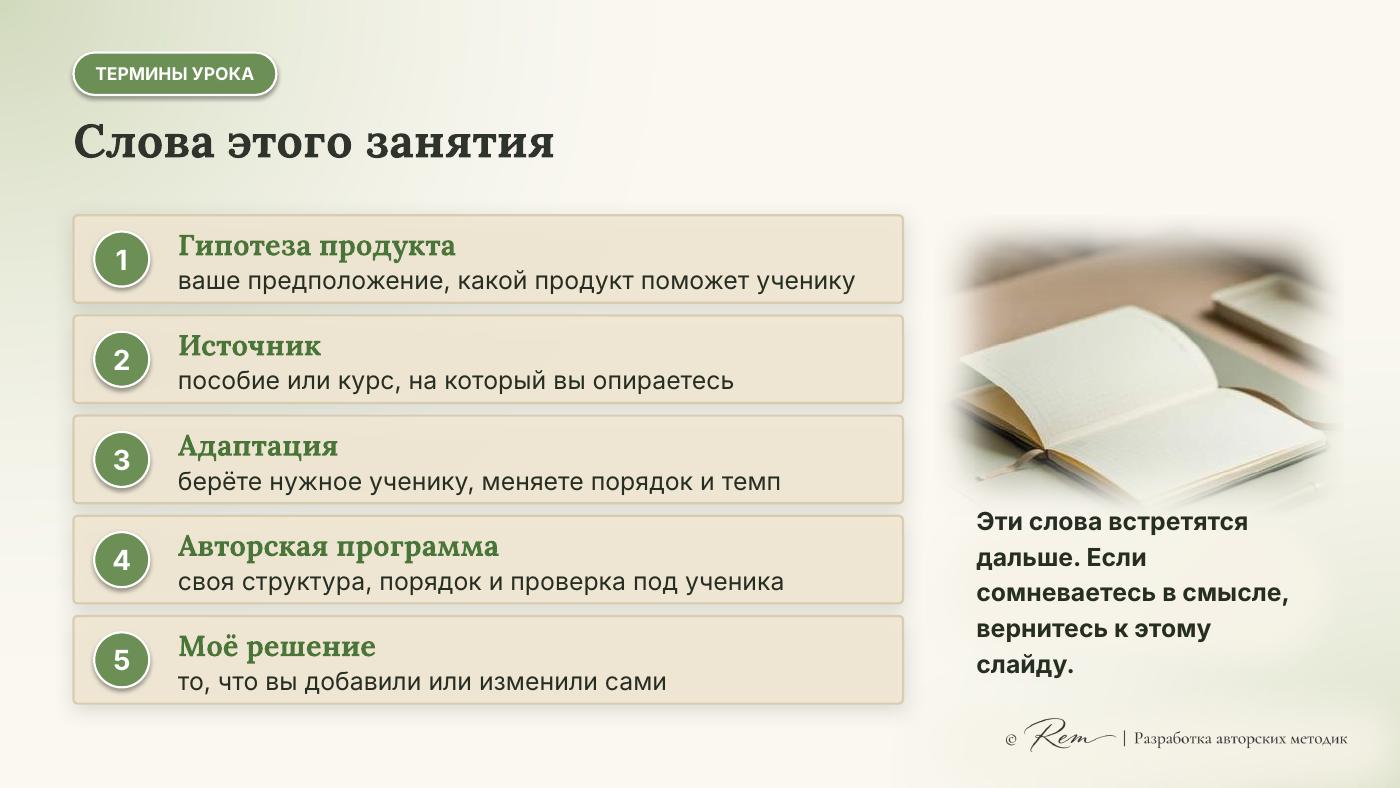 ТЕРМИНЫ УРОКА
Слова этого занятия
1
Гипотеза продукта
ваше предположение, какой продукт поможет ученику
2
Источник
пособие или курс, на который вы опираетесь
3
Адаптация
берёте нужное ученику, меняете порядок и темп
4
Авторская программа
своя структура, порядок и проверка под ученика
5
Моё решение
то, что вы добавили или изменили сами
Эти слова встретятся
дальше. Если
сомневаетесь в смысле,
вернитесь к этому
слайду.
© Rem | Разработка авторских методик